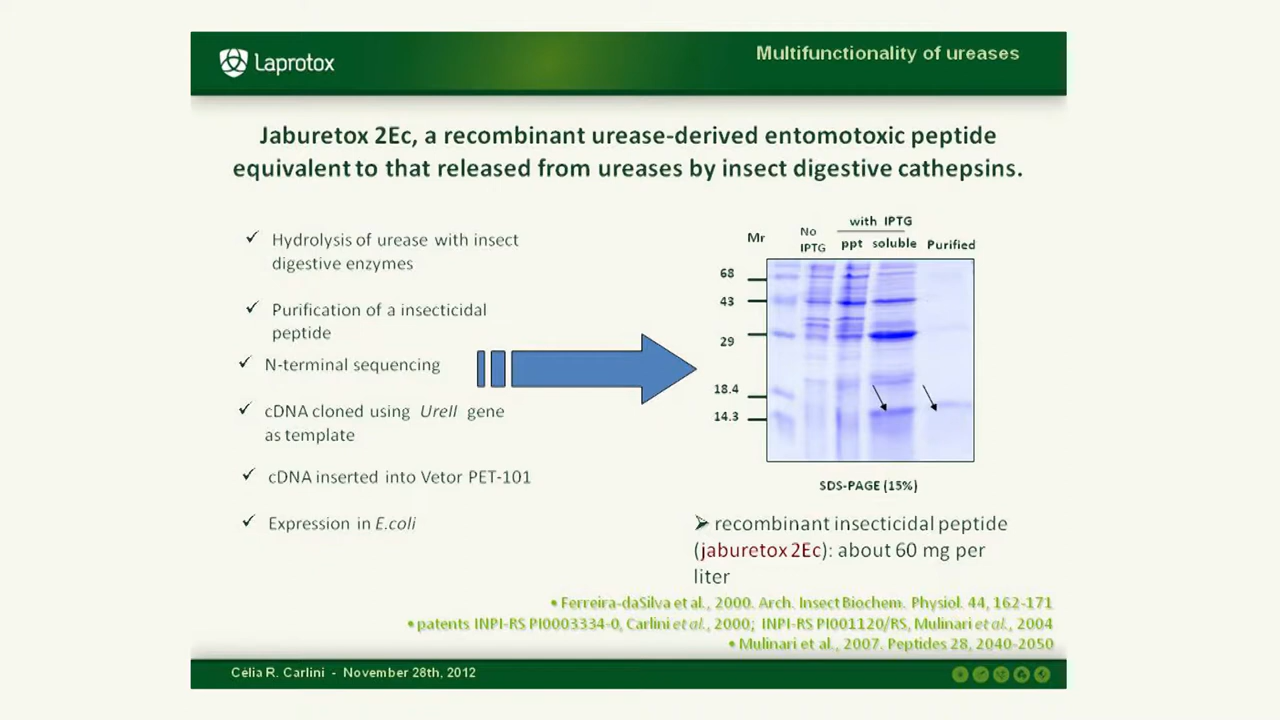 Laprotox
Multifunctionality of ureases
Jaburetox 2Ec, a recombinant urease-derived entomotoxic peptide
equivalent to that released from ureases by insect digestive cathepsins.
✓ Hydrolysis of urease with insect
digestive enzymes
✓ Purification of a insecticidal
peptide
✓ N-terminal sequencing
✓ cDNA cloned using UreII gene
as template
✓ cDNA inserted into Vetor PET-101
✓ Expression in E.coli
with IPTG
Mr
No
IPTG
ppt
soluble
Purified
68
43
29
18.4
14.3
SDS-PAGE (15%)
➢ recombinant insecticidal peptide
(jaburetox 2Ec): about 60 mg per
liter
• Ferreira-daSilva et al., 2000. Arch. Insect Biochem. Physiol. 44, 162-171
• patents INPI-RS PI0003334-0, Carlini et al., 2000; INPI-RS PI001120/RS, Mulinari et al., 2004
• Mulinari et al., 2007. Peptides 28, 2040-2050
Célia R. Carlini - November 28th, 2012